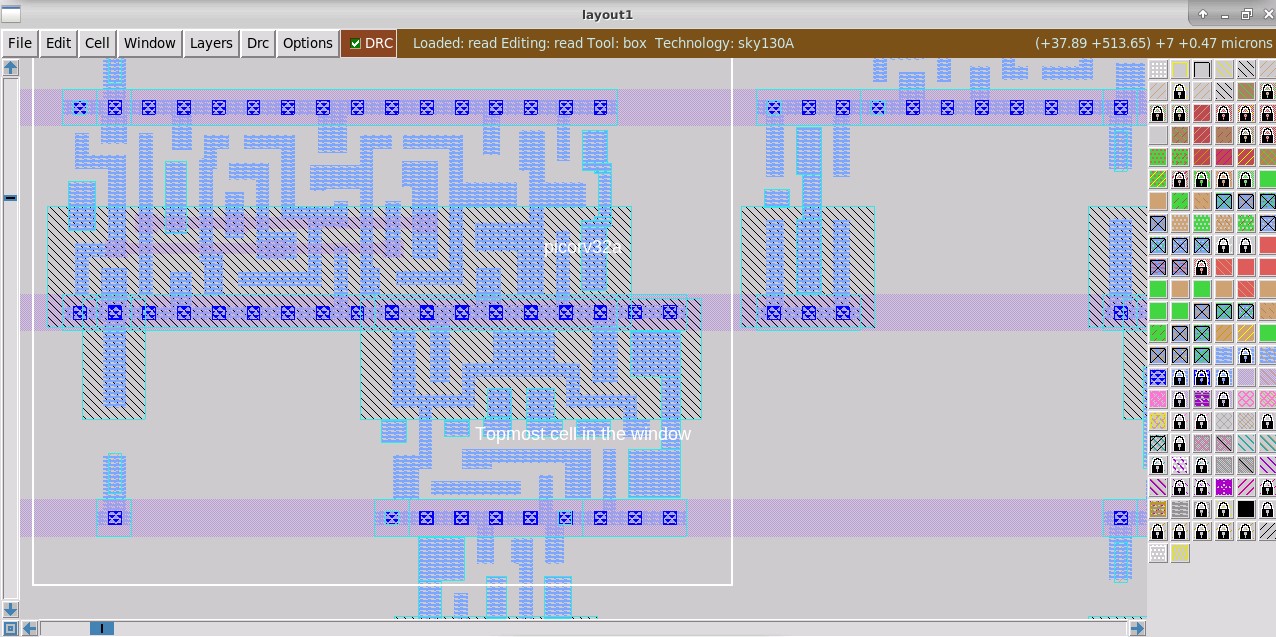 layout1
File Edit Cell Window Layers Drc Options DRC Loaded: read Editing: read Tool: box Technology: sky130A (+37.89 +513.65) +7 +0.47 microns
Topmost cell in the window